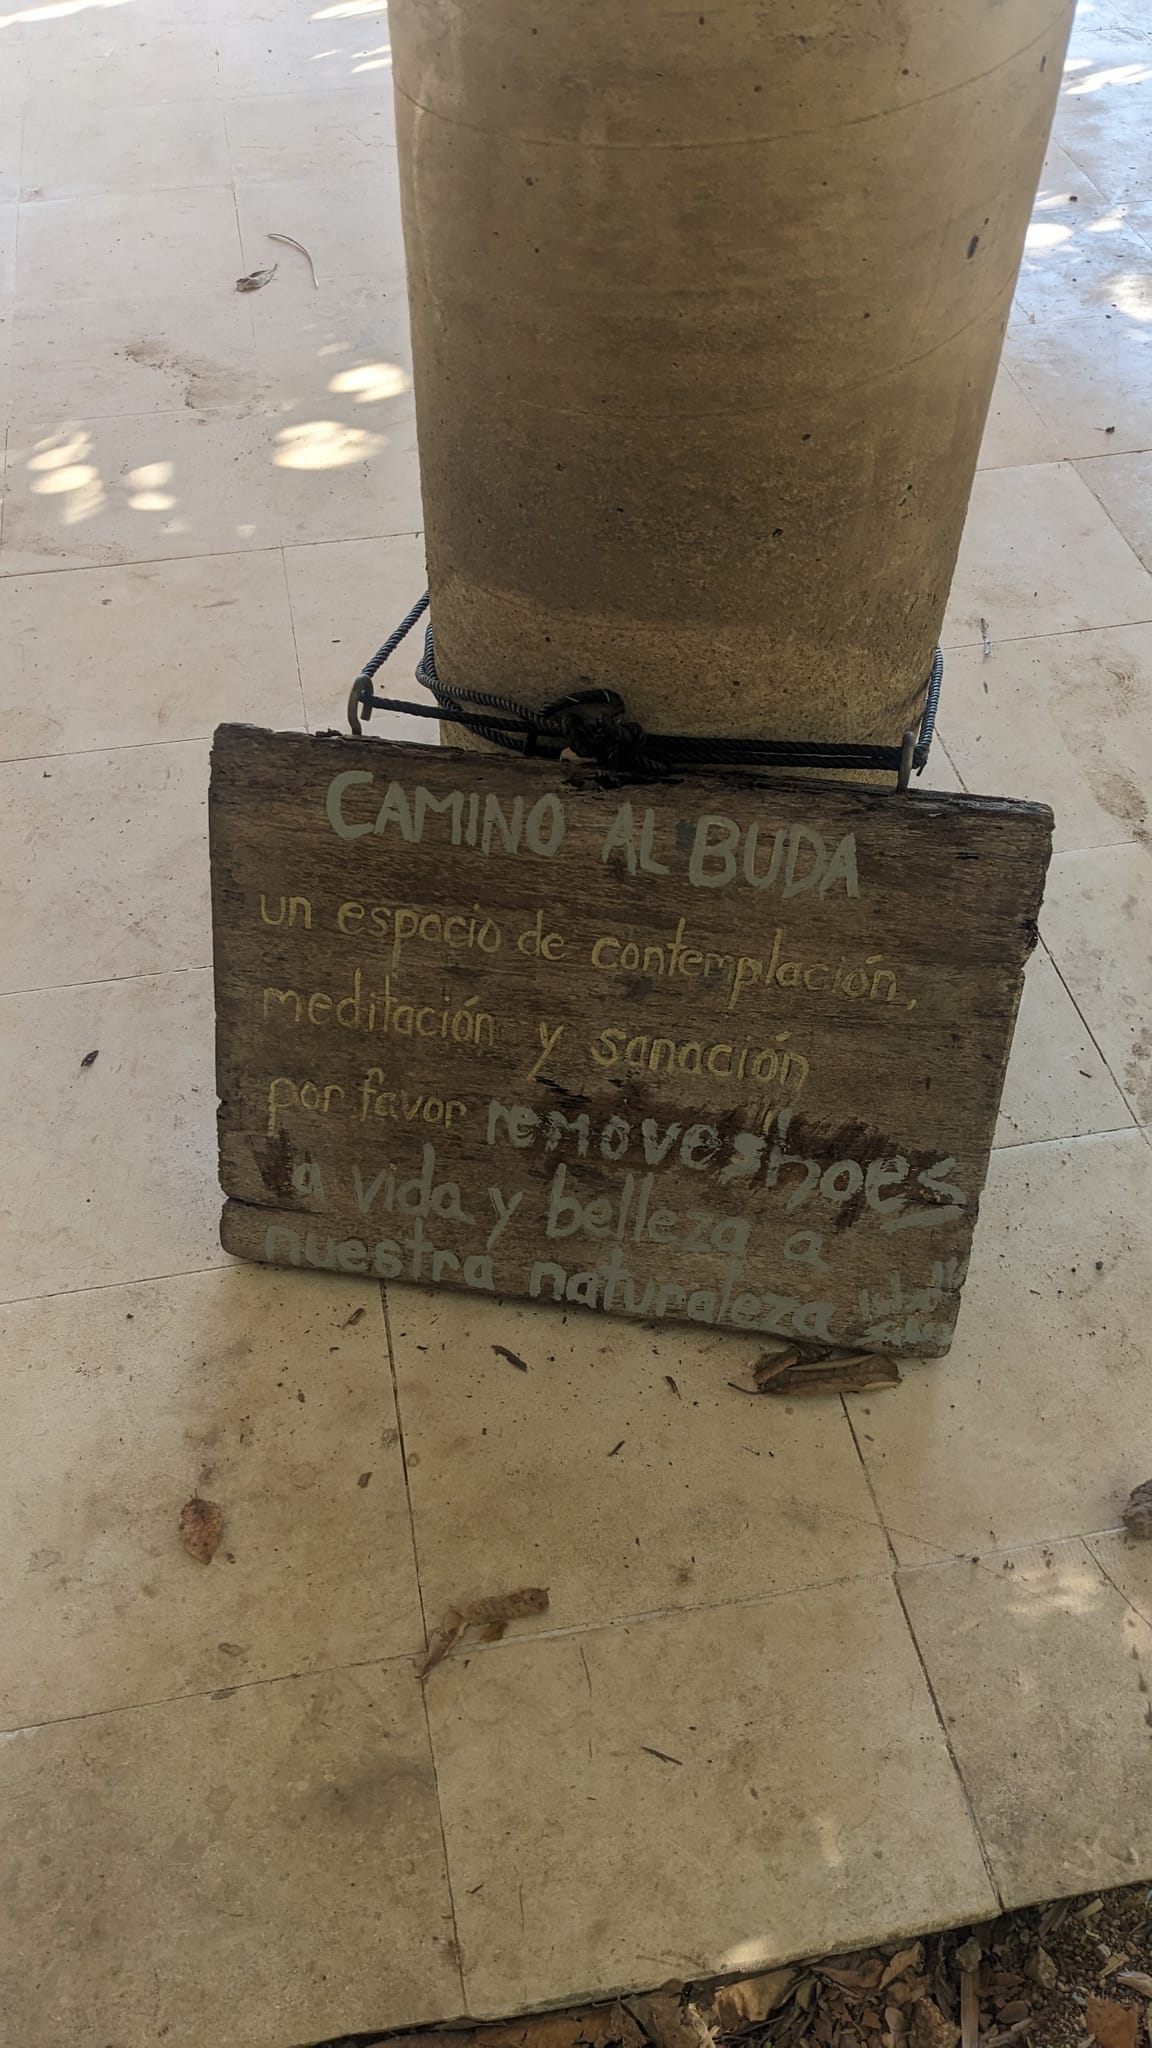 CAMINO AL BUDA
un espacio de contemplación,
meditación y sanación
por favor remove shoes
a vida y belleza a
nuestra naturaleza